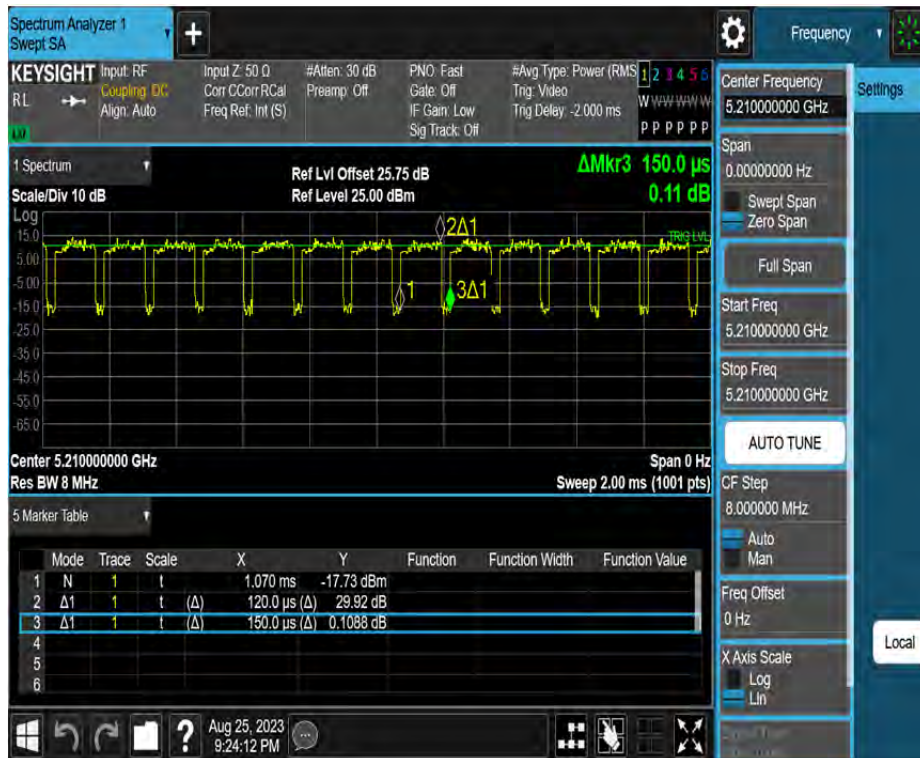 Spectrum Analyzer 1
Swept SA
+
Frequency
KEYSIGHT
RL
Input: RF
Coupling: DC
Align: Auto
Input Z: 50 Ω
Corr CCorr RCal
Freq Ref: Int (S)
#Atten: 30 dB
Preamp: Off
PNO: Fast
Gate: Off
IF Gain: Low
Sig Track: Off
#Avg Type: Power (RMS
Trig: Video
Trig Delay: -2.000 ms
1 2 3 4 5 6
W W W W W W
P P P P P P
1 Spectrum
Scale/Div 10 dB
Ref Lvl Offset 25.75 dB
Ref Level 25.00 dBm
ΔMkr3 150.0 µs
0.11 dB
Log
15.0
5.00
-5.00
-15.0
-25.0
-35.0
-45.0
-55.0
-65.0
2Δ1
TRIG LVL
1
3Δ1
Center 5.210000000 GHz
Res BW 8 MHz
Span 0 Hz
Sweep 2.00 ms (1001 pts)
5 Marker Table
Mode Trace Scale X Y Function Function Width Function Value
1 N 1 t 1.070 ms -17.73 dBm
2 Δ1 1 t (Δ) 120.0 µs (Δ) 29.92 dB
3 Δ1 1 t (Δ) 150.0 µs (Δ) 0.1088 dB
4
5
6
?
Aug 25, 2023
9:24:12 PM
Center Frequency
5.210000000 GHz
Settings
Span
0.00000000 Hz
Swept Span
Zero Span
Full Span
Start Freq
5.210000000 GHz
Stop Freq
5.210000000 GHz
AUTO TUNE
CF Step
8.000000 MHz
Auto
Man
Freq Offset
0 Hz
Local
X Axis Scale
Log
Lin